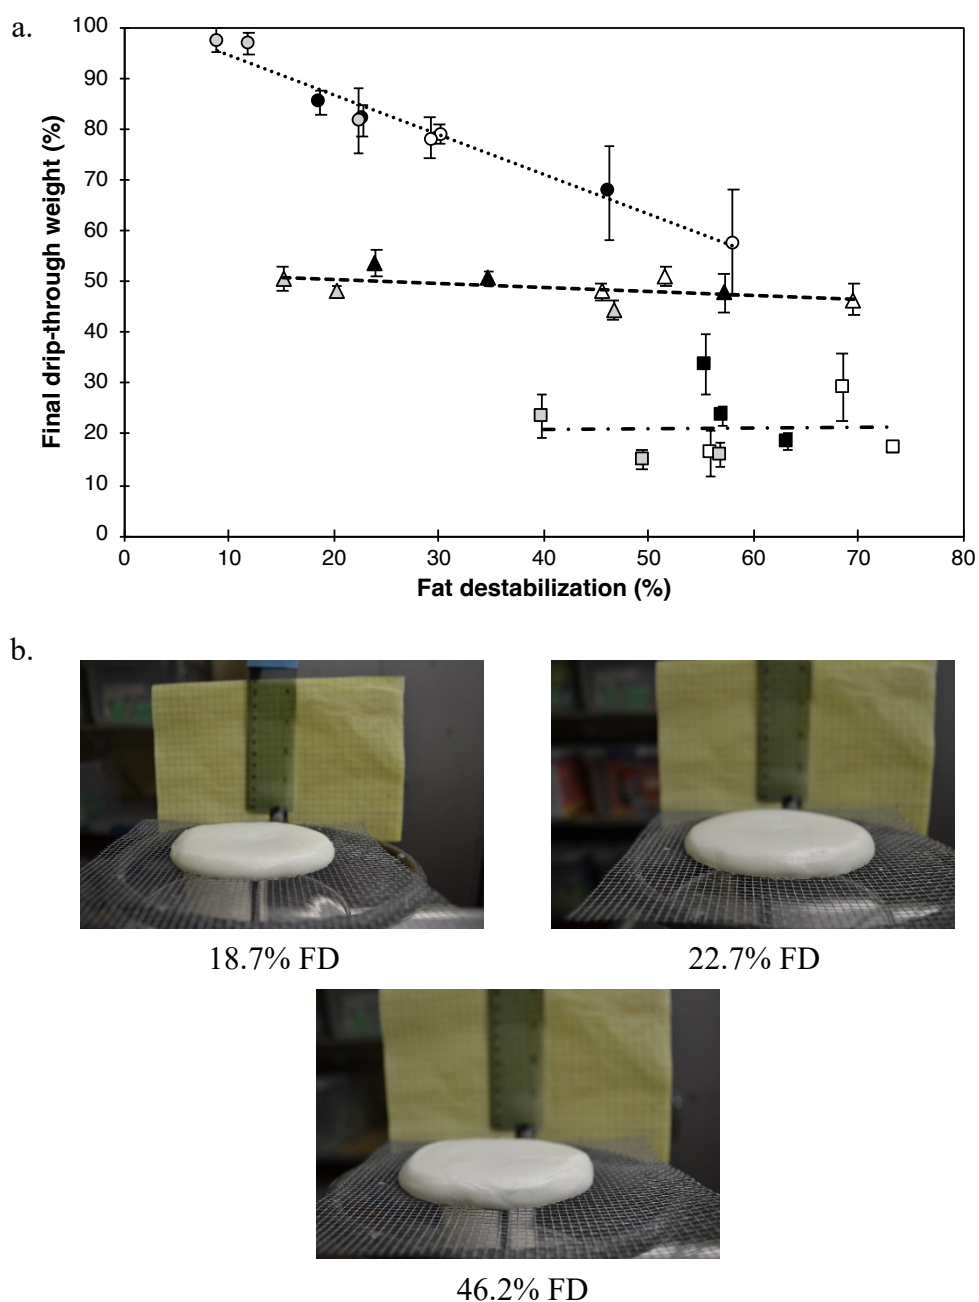 a.
100
90
80
70
60
50
40
30
20
10
0
Final drip-through weight (%)
0 10 20 30 40 50 60 70 80
Fat destabilization (%)
b.
18.7% FD
22.7% FD
46.2% FD